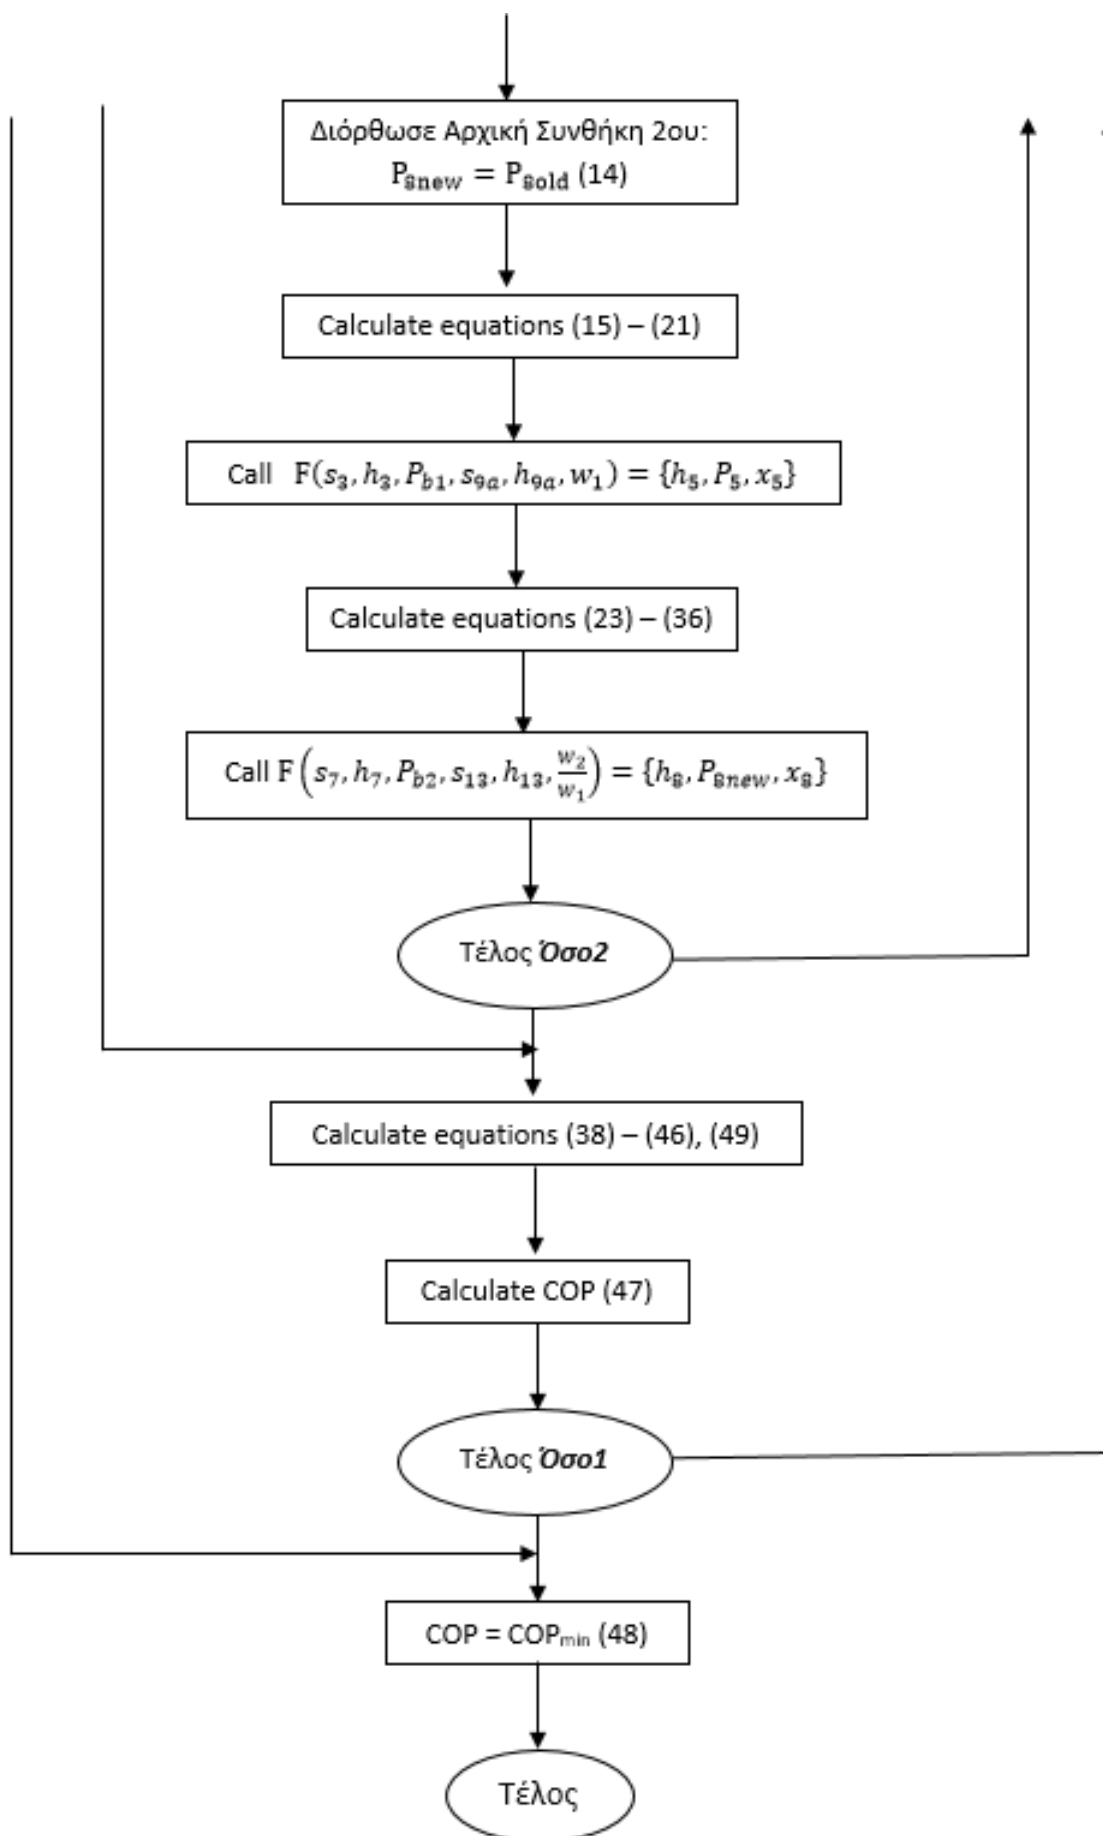 Διόρθωσε Αρχική Συνθήκη 2ου:
P₈new = P₈old (14)
Calculate equations (15) – (21)
Call F(s₃, h₃, P_b1, s₉ₐ, h₉ₐ, w₁) = {h₅, P₅, x₅}
Calculate equations (23) – (36)
Call F(s₇, h₇, P_b2, s₁₃, h₁₃, w₂/w₁) = {h₈, P₈new, x₈}
Τέλος Όσο2
Calculate equations (38) – (46), (49)
Calculate COP (47)
Τέλος Όσο1
COP = COPmin (48)
Τέλος